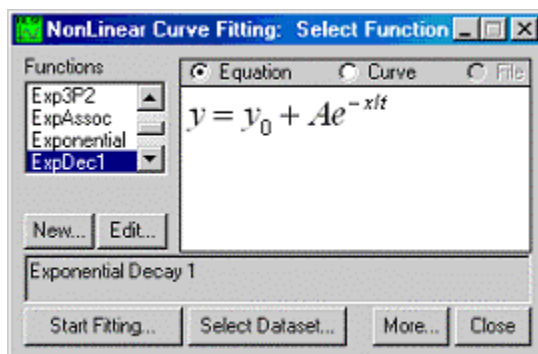 NonLinear Curve Fitting: Select Function
Functions
Equation
Curve
File
Exp3P2
ExpAssoc
Exponential
ExpDec1
y = y₀ + Ae^(-x/t)
New...
Edit...
Exponential Decay 1
Start Fitting...
Select Dataset...
More...
Close